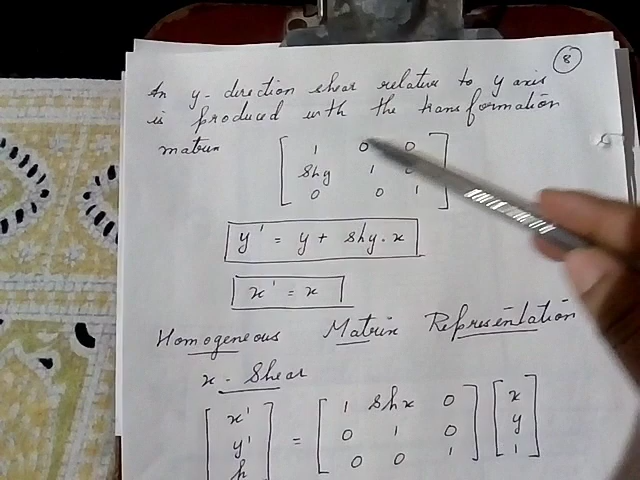 8
An y-direction shear relative to y axis
is produced with the transformation
matrix
1 0 0
shy 1 0
0 0 1
y' = y + shy.x
x' = x
Homogeneous Matrix Representation
x - Shear
x' 1 shx 0 x
y' = 0 1 0 y
h 0 0 1 1